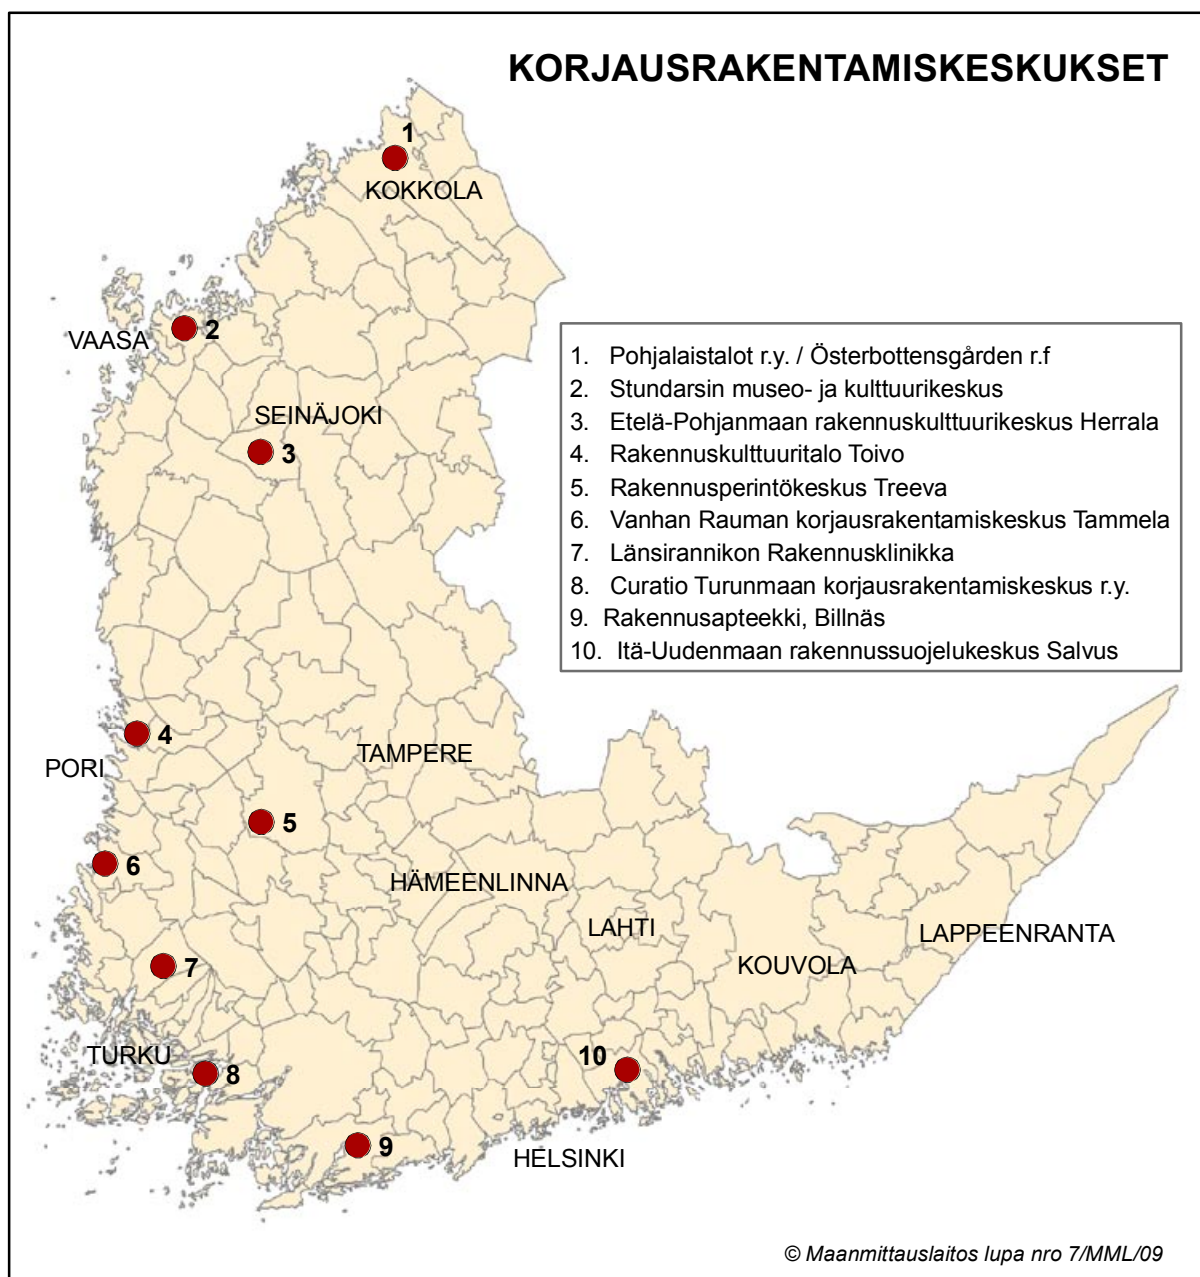 KORJAUSRAKENTAMISKESKUKSET
1
KOKKOLA
VAASA
2
SEINÄJOKI
3
1. Pohjalaistalot r.y. / Österbottensgården r.f
2. Stundarsin museo- ja kulttuurikeskus
3. Etelä-Pohjanmaan rakennuskulttuurikeskus Herrala
4. Rakennuskulttuuritalo Toivo
5. Rakennusperintökeskus Treeva
6. Vanhan Rauman korjausrakentamiskeskus Tammela
7. Länsirannikon Rakennusklinikka
8. Curatio Turunmaan korjausrakentamiskeskus r.y.
9. Rakennusapteekki, Billnäs
10. Itä-Uudenmaan rakennussuojelukeskus Salvus
4
PORI
TAMPERE
5
6
HÄMEENLINNA
LAHTI
LAPPEENRANTA
KOUVOLA
7
TURKU
8
10
9
HELSINKI
© Maanmittauslaitos lupa nro 7/MML/09